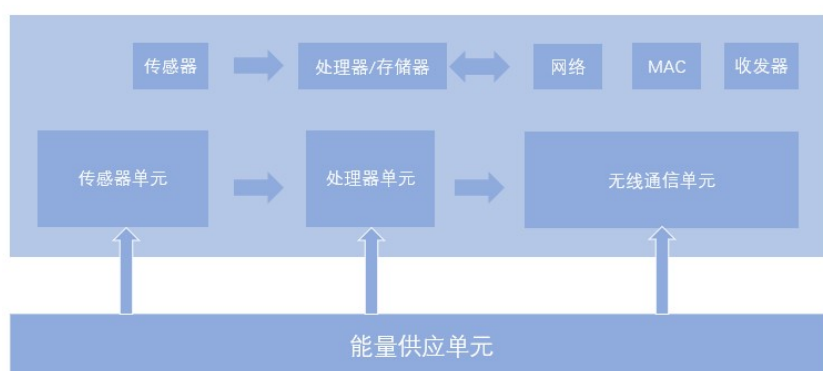 传感器
处理器/存储器
网络
MAC
收发器
传感器单元
处理器单元
无线通信单元
能量供应单元